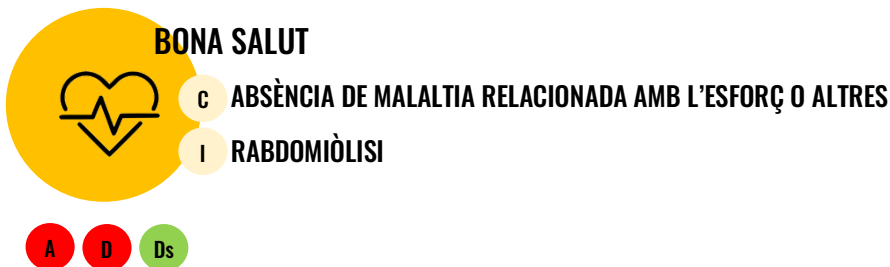 BONA SALUT
C ABSÈNCIA DE MALALTIA RELACIONADA AMB L'ESFORÇ O ALTRES
I RABDOMIÒLISI
A D Ds